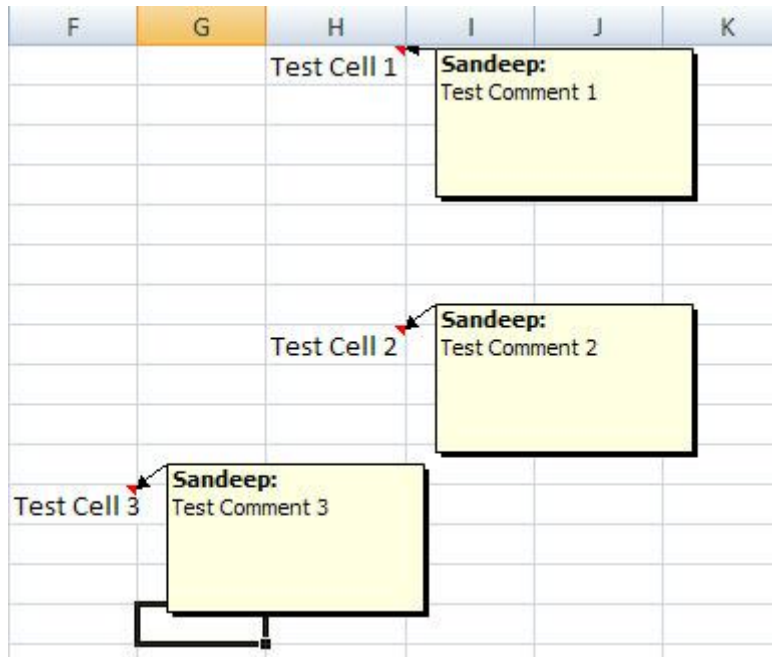 F G H I J K
Test Cell 1
Sandeep:
Test Comment 1
Test Cell 2
Sandeep:
Test Comment 2
Test Cell 3
Sandeep:
Test Comment 3